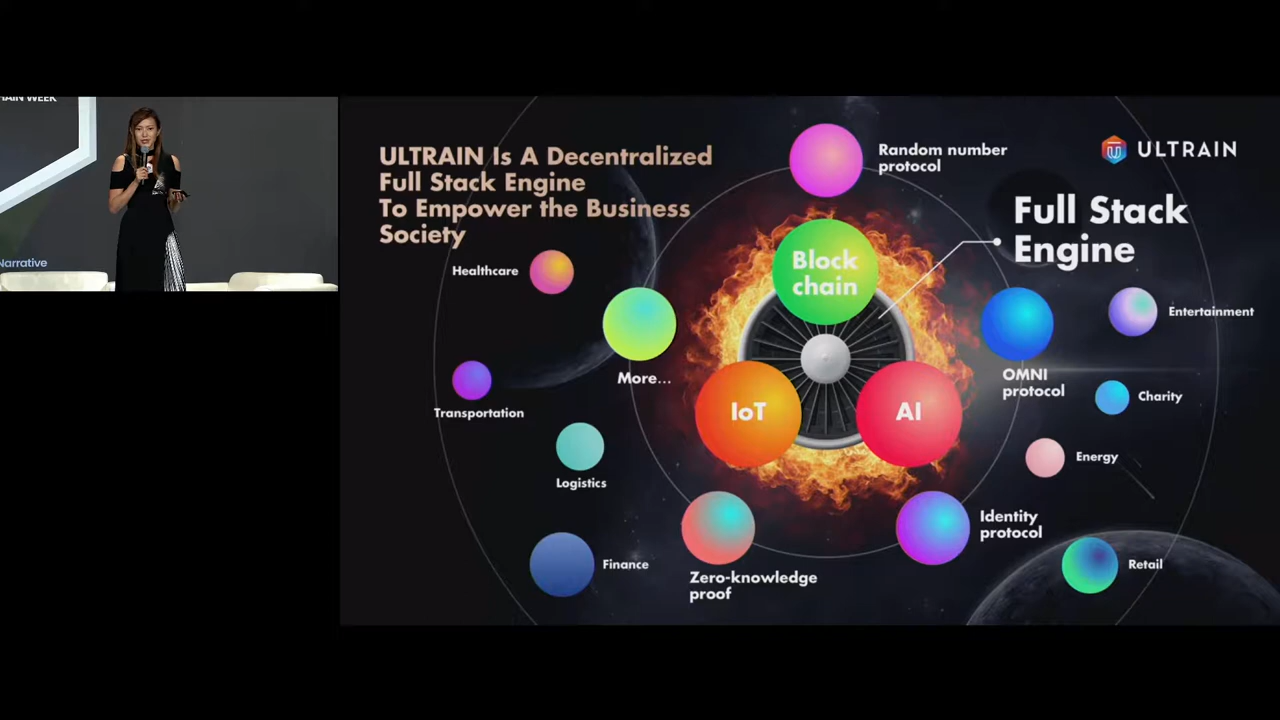 WEEK
Narrative
ULTRAIN Is A Decentralized
Full Stack Engine
To Empower the Business
Society
ULTRAIN
Random number
protocol
Full Stack
Engine
Block
chain
Healthcare
Entertainment
More...
OMNI
protocol
Transportation
Charity
IoT
AI
Energy
Logistics
Identity
protocol
Finance
Zero-knowledge
proof
Retail